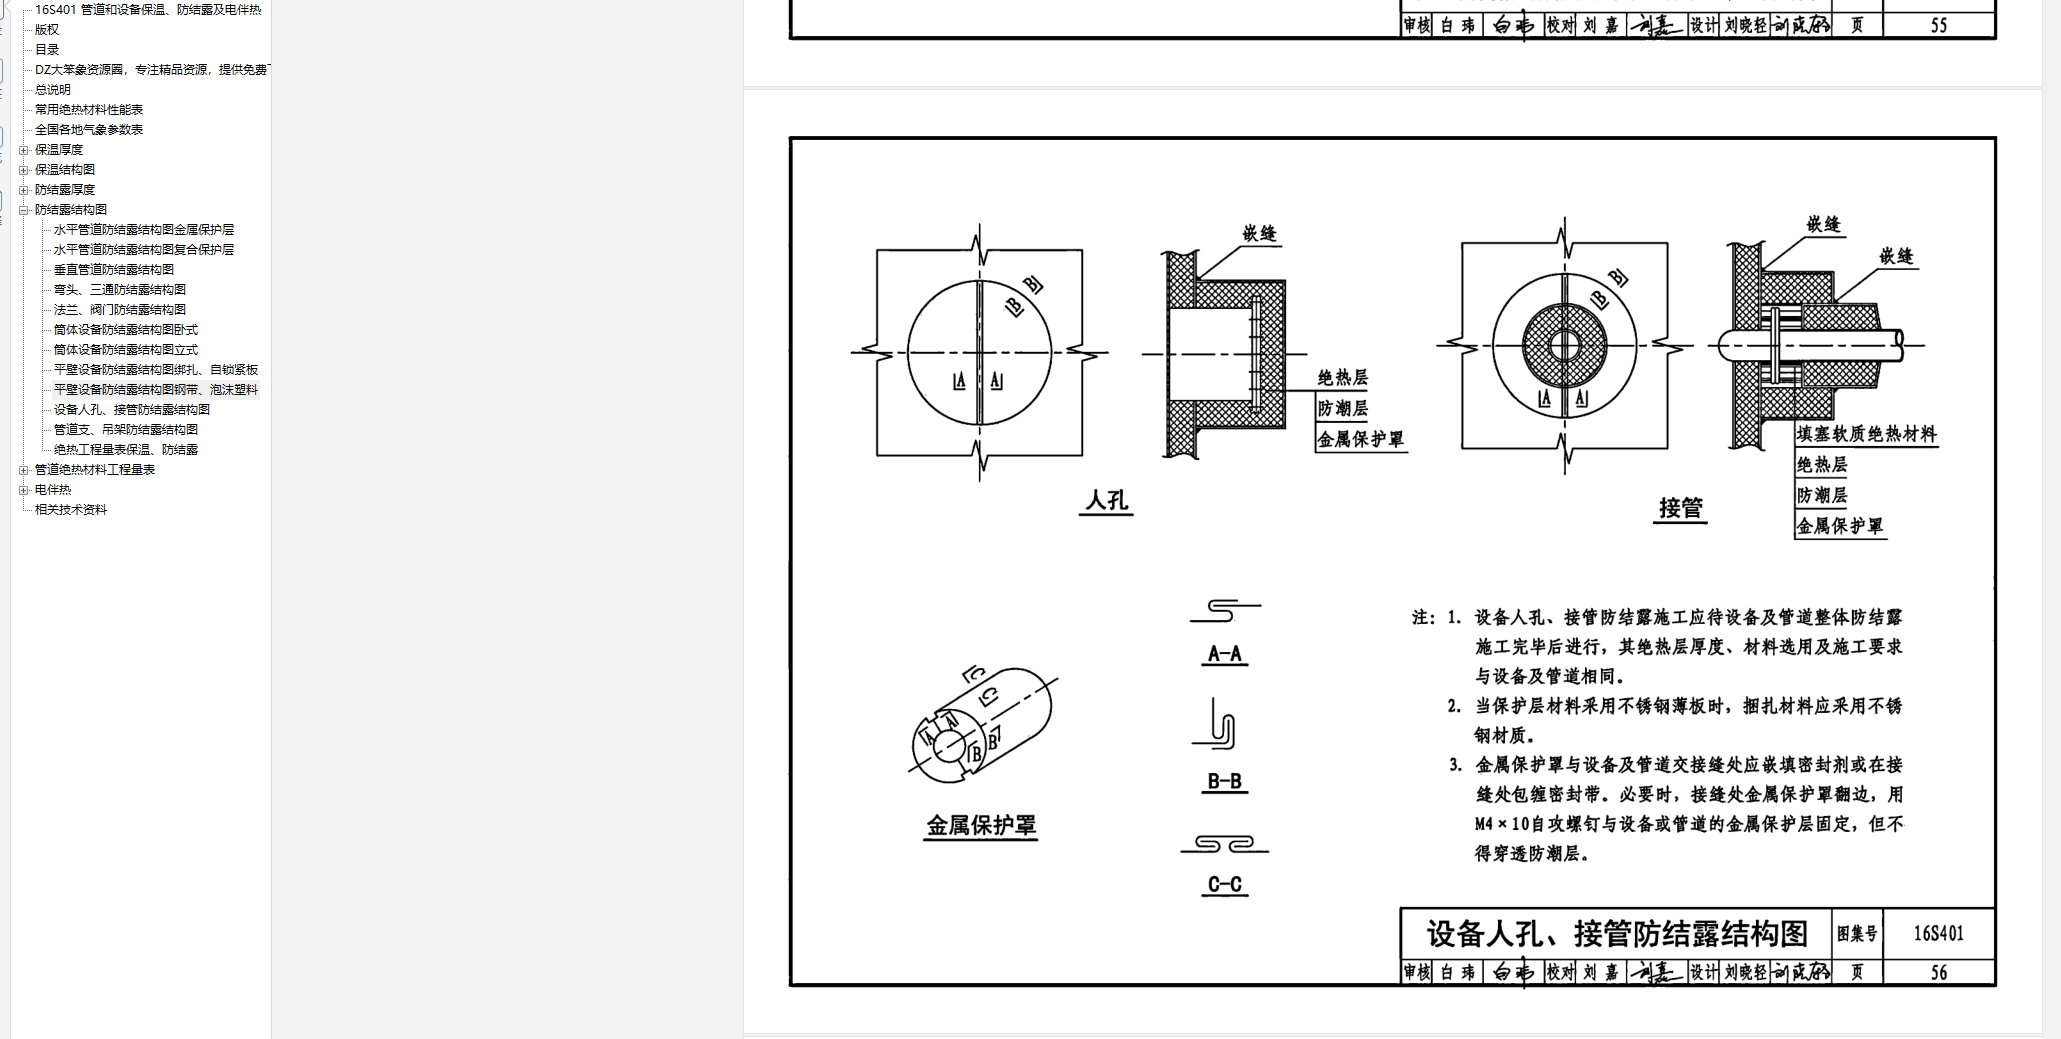 16S401 管道和设备保温、防结露及电伴热
版权
目录
DZ大笨象资源圈，专注精品资源，提供免费
总说明
常用绝热材料性能表
全国各地气象参数表
保温厚度
保温结构图
防结露厚度
防结露结构图
水平管道防结露结构图金属保护层
水平管道防结露结构图复合保护层
垂直管道防结露结构图
弯头、三通防结露结构图
法兰、阀门防结露结构图
筒体设备防结露结构图卧式
筒体设备防结露结构图立式
平壁设备防结露结构图绑扎、自锁紧板
平壁设备防结露结构图钢带、泡沫塑料
设备人孔、接管防结露结构图
管道支、吊架防结露结构图
绝热工程量表保温、防结露
管道绝热材料工程量表
电伴热
相关技术资料
审核 白玮 白玮 校对 刘嘉 刘嘉 设计 刘晓轻 刘晓轻 页 55
嵌缝
B B
A A
绝热层
防潮层
金属保护罩
人孔
嵌缝
嵌缝
B B
A A
填塞软质绝热材料
绝热层
防潮层
金属保护罩
接管
C C
A A
B B
金属保护罩
A-A
B-B
C-C
注：1. 设备人孔、接管防结露施工应待设备及管道整体防结露
施工完毕后进行，其绝热层厚度、材料选用及施工要求
与设备及管道相同。
2. 当保护层材料采用不锈钢薄板时，捆扎材料应采用不锈
钢材质。
3. 金属保护罩与设备及管道交接缝处应嵌填密封剂或在接
缝处包缠密封带。必要时，接缝处金属保护罩翻边，用
M4×10自攻螺钉与设备或管道的金属保护层固定，但不
得穿透防潮层。
设备人孔、接管防结露结构图 图集号 16S401
审核 白玮 白玮 校对 刘嘉 刘嘉 设计 刘晓轻 刘晓轻 页 56